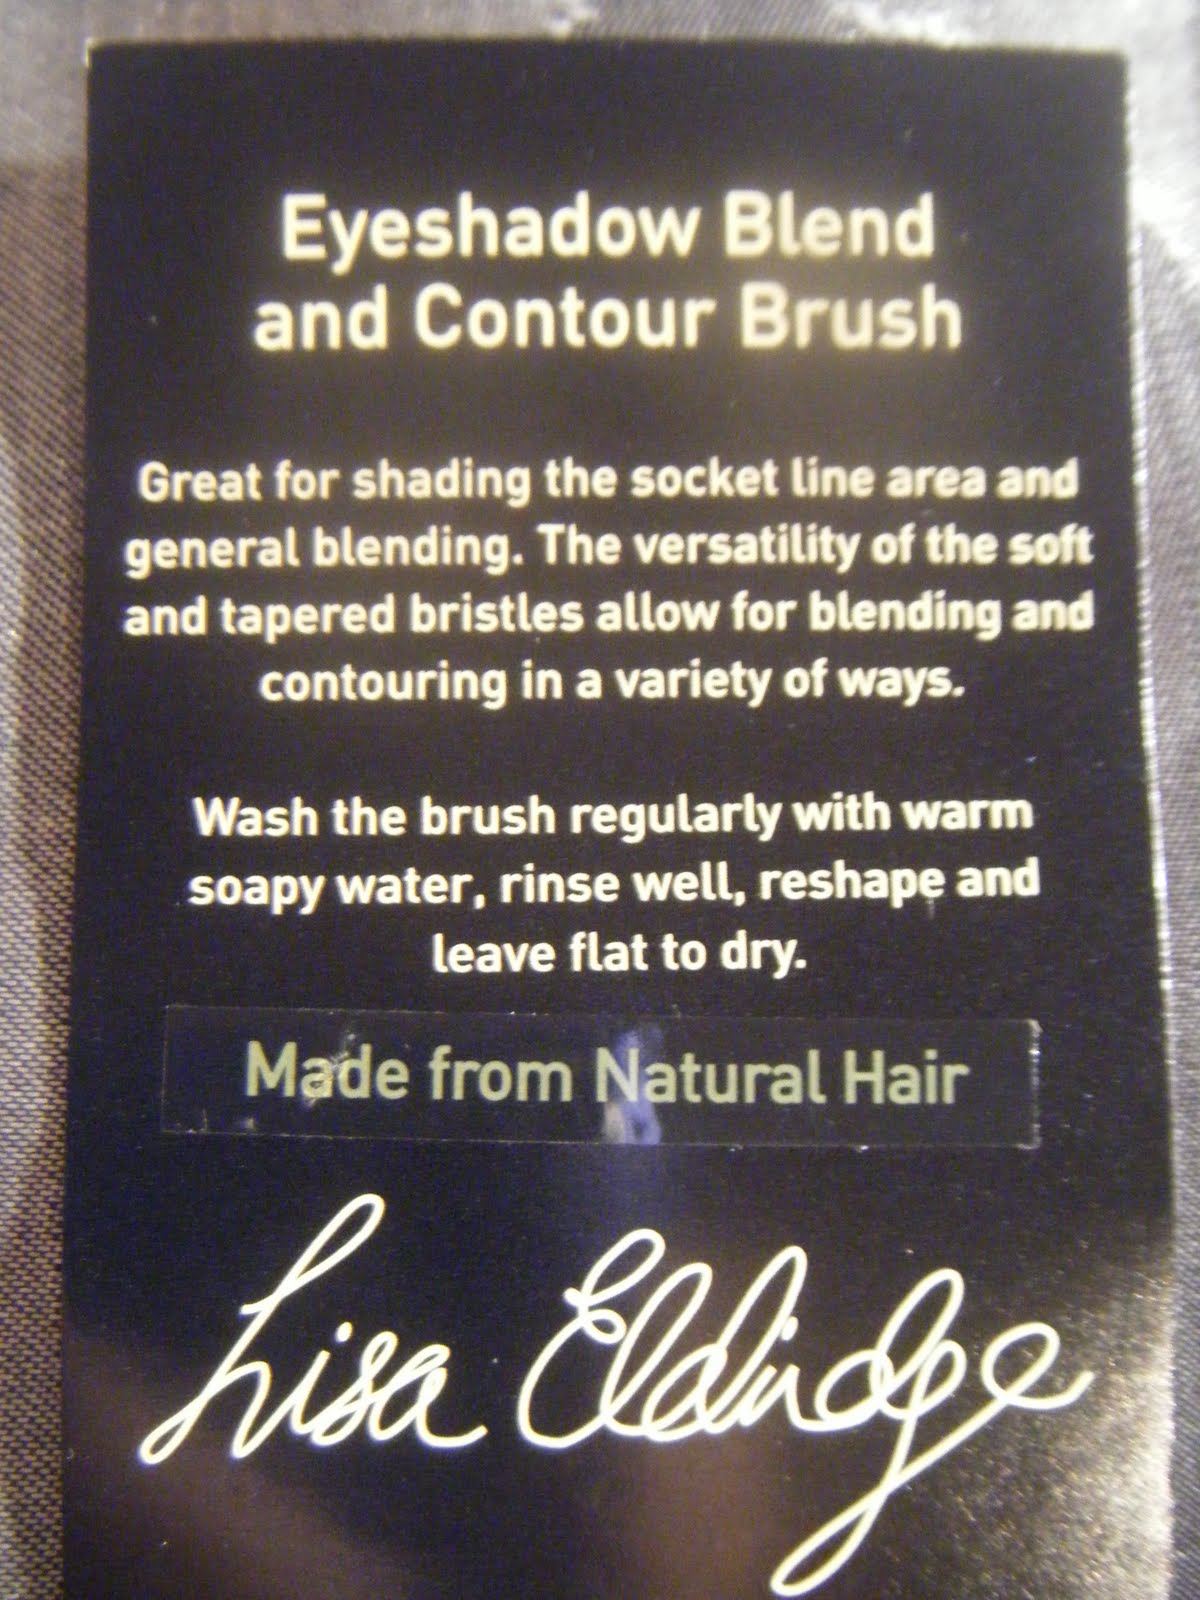 Eyeshadow Blend
and Contour Brush
Great for shading the socket line area and
general blending. The versatility of the soft
and tapered bristles allow for blending and
contouring in a variety of ways.
Wash the brush regularly with warm
soapy water, rinse well, reshape and
leave flat to dry.
Made from Natural Hair
Lisa Eldridge